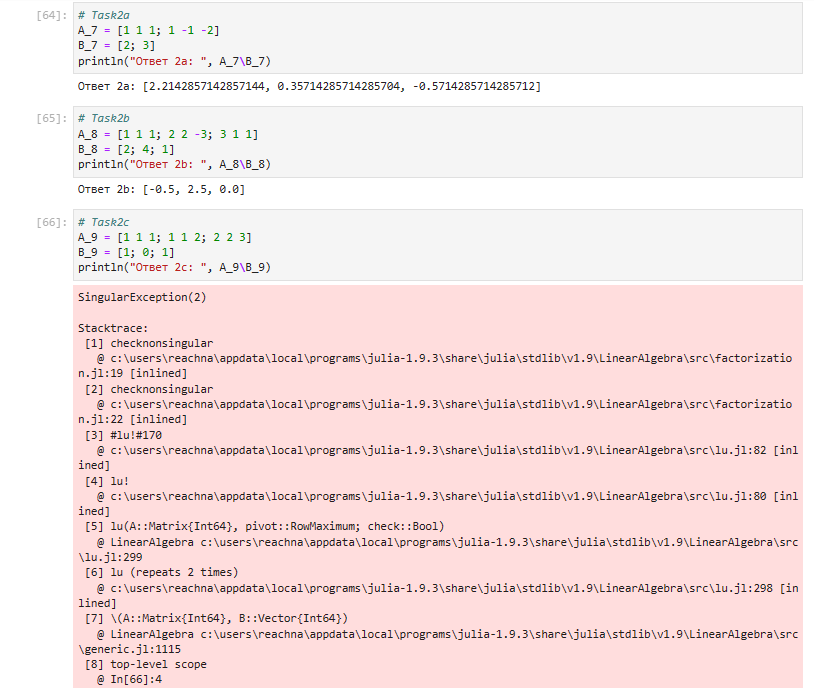 [64]: # Task2a
A_7 = [1 1 1; 1 -1 -2]
B_7 = [2; 3]
println("Ответ 2a: ", A_7\B_7)
Ответ 2a: [2.2142857142857144, 0.35714285714285704, -0.5714285714285712]
[65]: # Task2b
A_8 = [1 1 1; 2 2 -3; 3 1 1]
B_8 = [2; 4; 1]
println("Ответ 2b: ", A_8\B_8)
Ответ 2b: [-0.5, 2.5, 0.0]
[66]: # Task2c
A_9 = [1 1 1; 1 1 2; 2 2 3]
B_9 = [1; 0; 1]
println("Ответ 2c: ", A_9\B_9)
SingularException(2)
Stacktrace:
[1] checknonsingular
@ c:\users\reachna\appdata\local\programs\julia-1.9.3\share\julia\stdlib\v1.9\LinearAlgebra\src\factorizatio
n.jl:19 [inlined]
[2] checknonsingular
@ c:\users\reachna\appdata\local\programs\julia-1.9.3\share\julia\stdlib\v1.9\LinearAlgebra\src\factorizatio
n.jl:22 [inlined]
[3] #lu!#170
@ c:\users\reachna\appdata\local\programs\julia-1.9.3\share\julia\stdlib\v1.9\LinearAlgebra\src\lu.jl:82 [inl
ined]
[4] lu!
@ c:\users\reachna\appdata\local\programs\julia-1.9.3\share\julia\stdlib\v1.9\LinearAlgebra\src\lu.jl:80 [inl
ined]
[5] lu(A::Matrix{Int64}, pivot::RowMaximum; check::Bool)
@ LinearAlgebra c:\users\reachna\appdata\local\programs\julia-1.9.3\share\julia\stdlib\v1.9\LinearAlgebra\src
\lu.jl:299
[6] lu (repeats 2 times)
@ c:\users\reachna\appdata\local\programs\julia-1.9.3\share\julia\stdlib\v1.9\LinearAlgebra\src\lu.jl:298 [in
lined]
[7] \(A::Matrix{Int64}, B::Vector{Int64})
@ LinearAlgebra c:\users\reachna\appdata\local\programs\julia-1.9.3\share\julia\stdlib\v1.9\LinearAlgebra\src
\generic.jl:1115
[8] top-level scope
@ In[66]:4